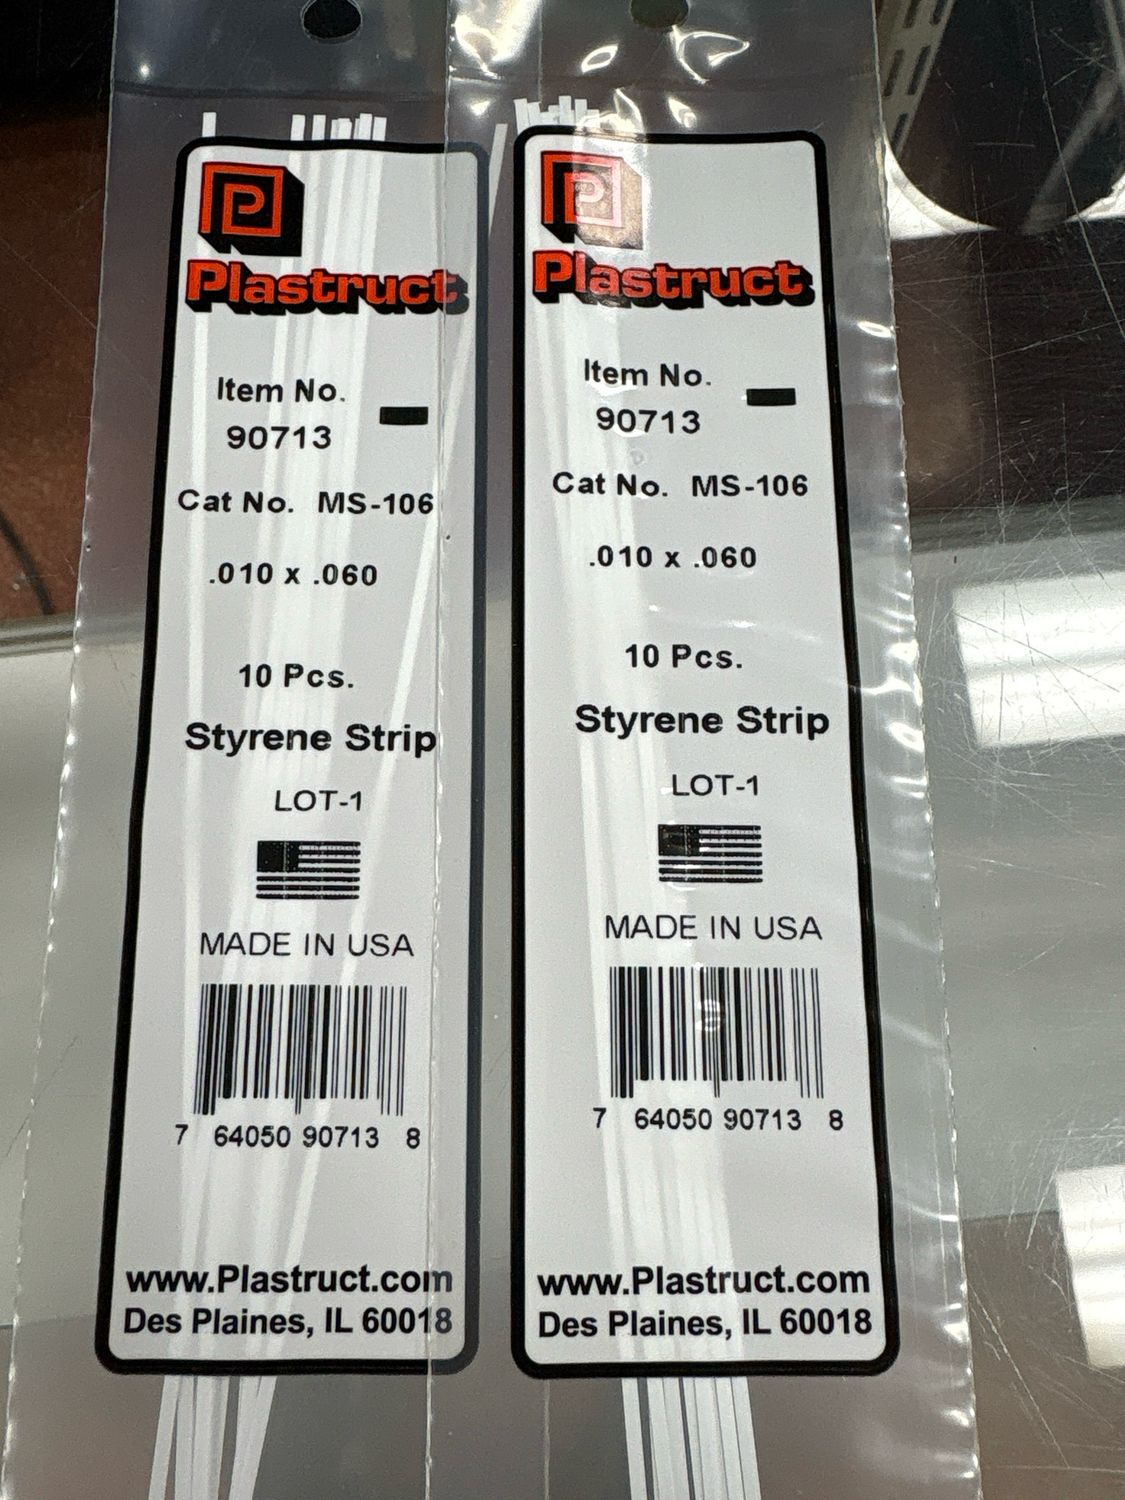 P
Plastruct
Item No.
90713
Cat No. MS-106
.010 x .060
10 Pcs.
Styrene Strip
LOT-1
MADE IN USA
7 64050 90713 8
www.Plastruct.com
Des Plaines, IL 60018
P
Plastruct
Item No.
90713
Cat No. MS-106
.010 x .060
10 Pcs.
Styrene Strip
LOT-1
MADE IN USA
7 64050 90713 8
www.Plastruct.com
Des Plaines, IL 60018